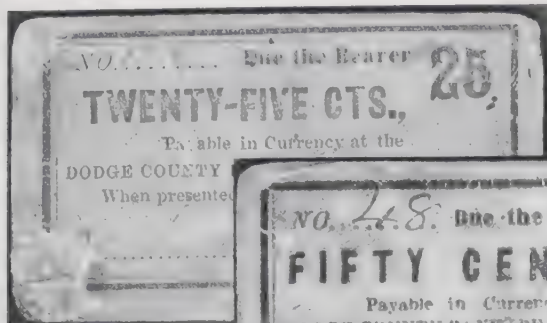 NO......... Due the Bearer 25
TWENTY-FIVE CTS.,
Payable in Currency at the
DODGE COUNTY
When presented
NO. 48. Due the
FIFTY CEN
Payable in Curren